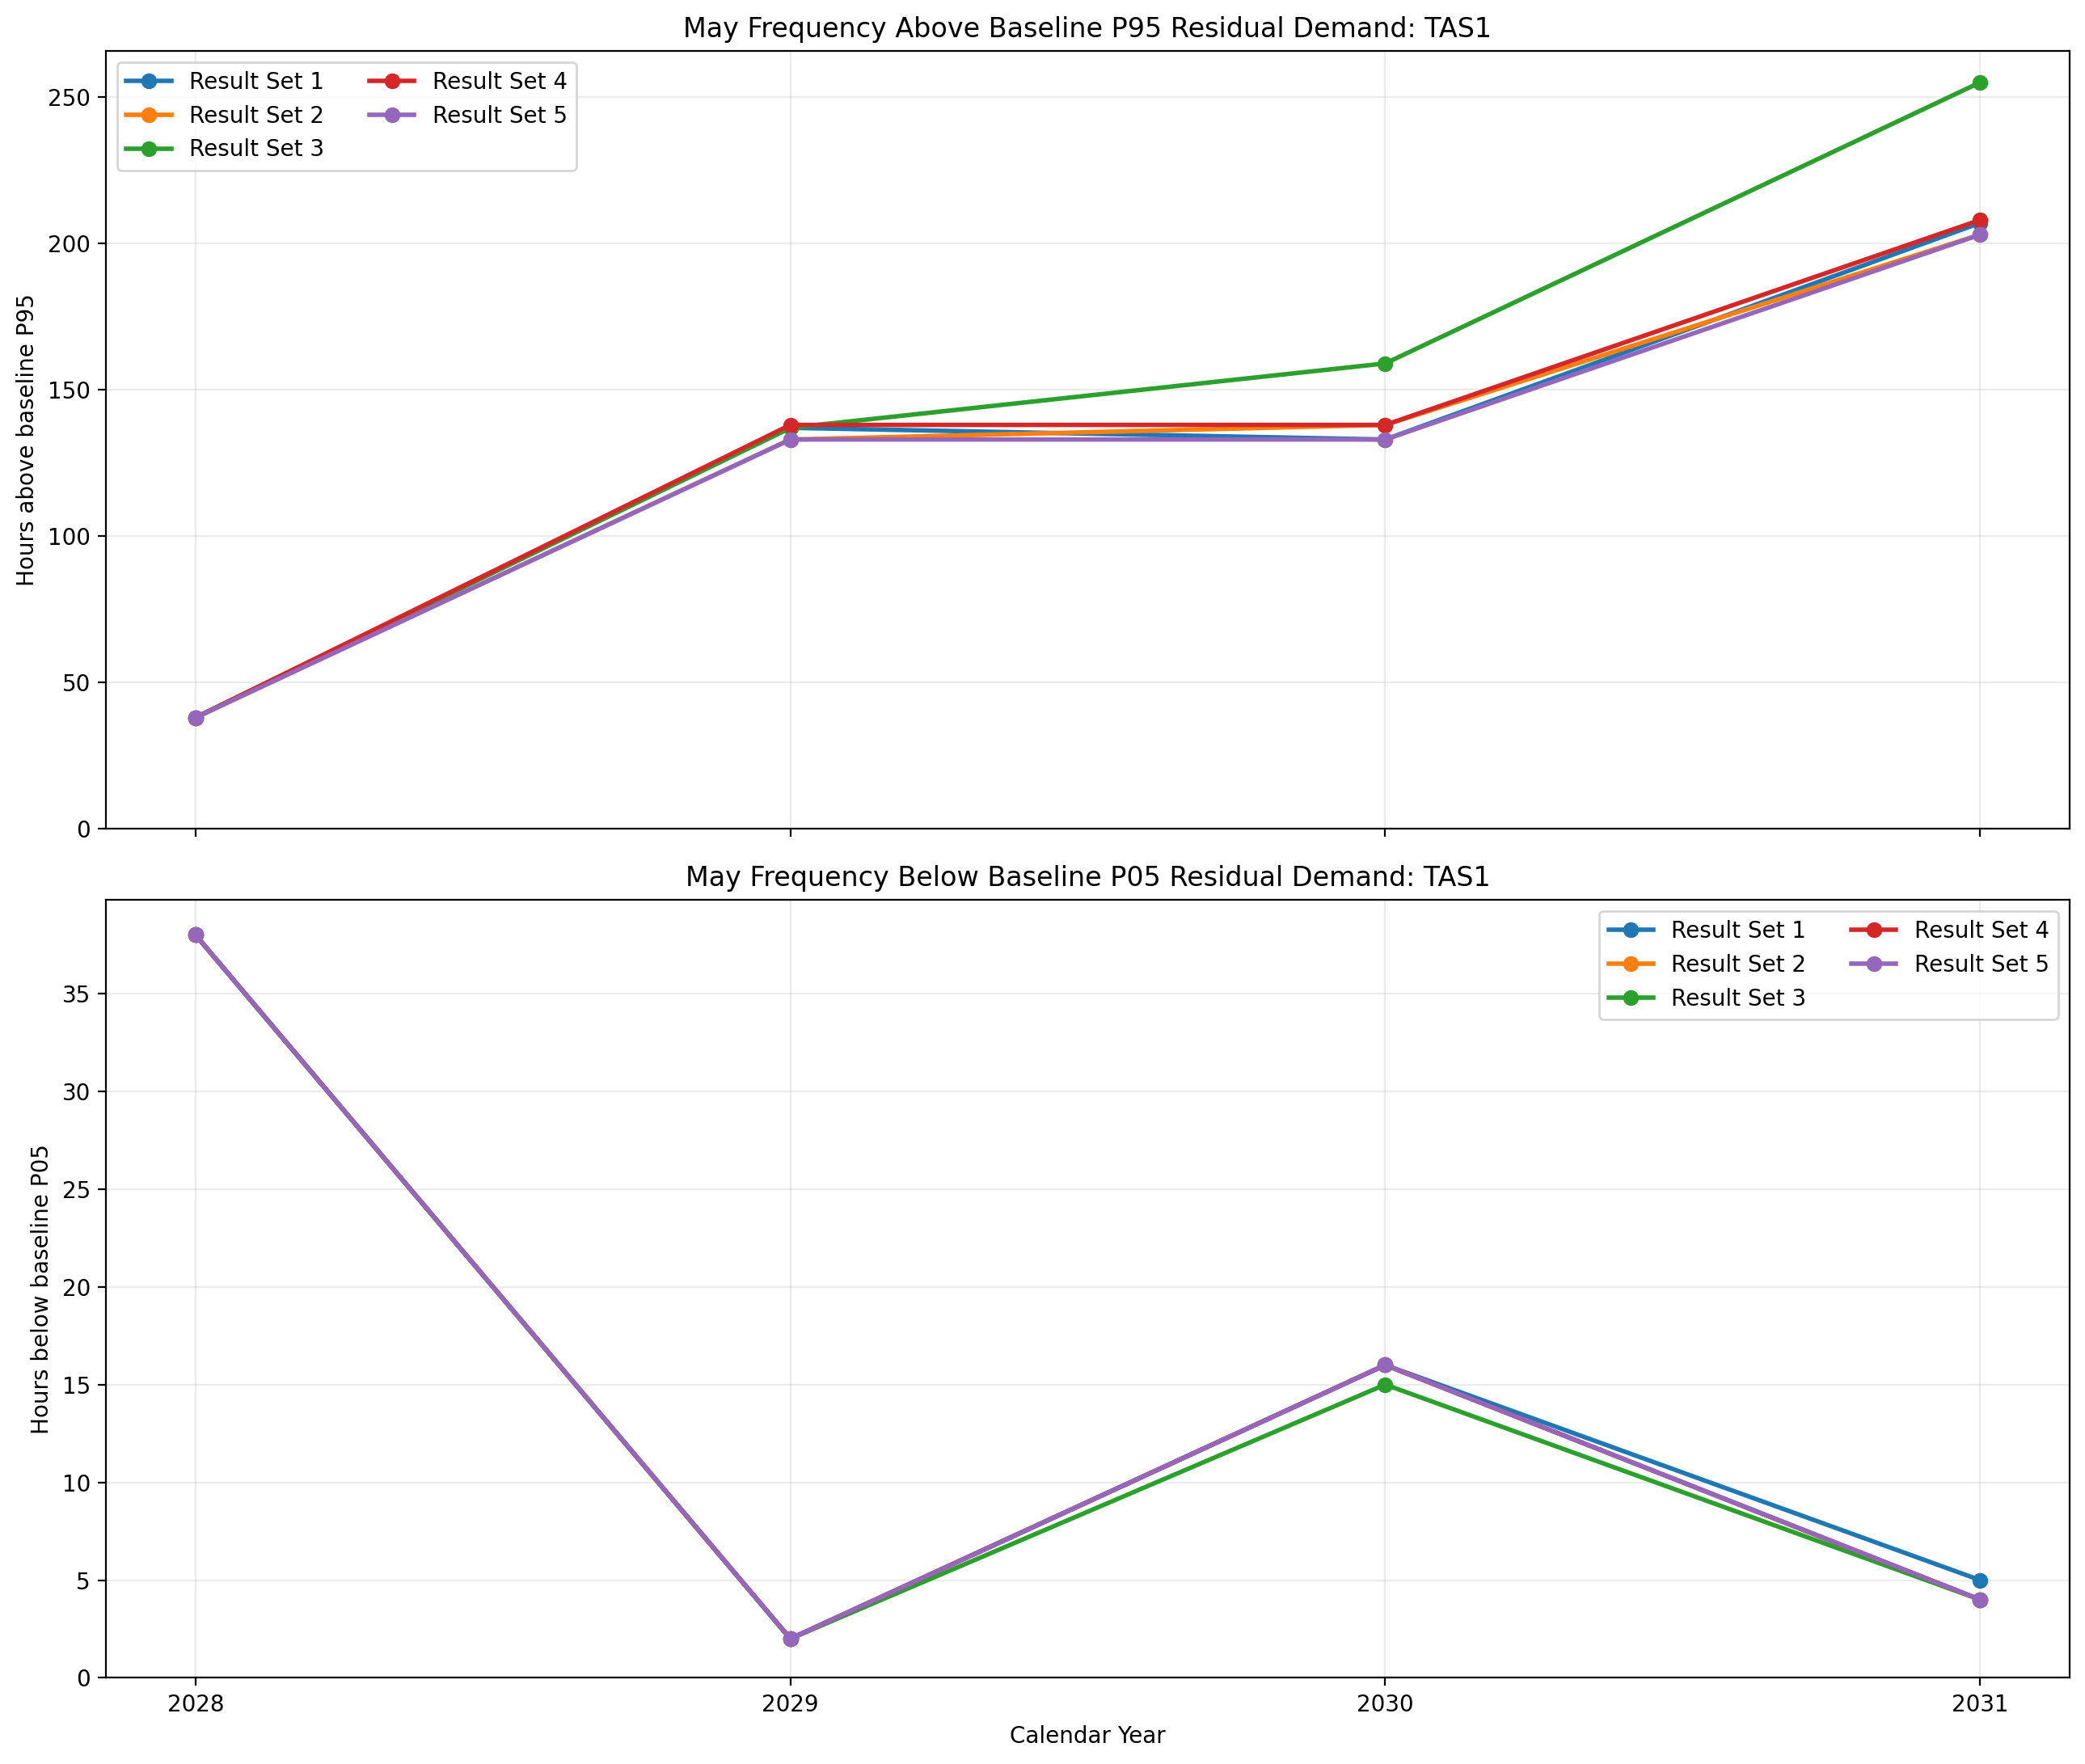 May Frequency Above Baseline P95 Residual Demand: TAS1
Result Set 1
Result Set 2
Result Set 3
Result Set 4
Result Set 5
Hours above baseline P95
250
200
150
100
50
0
May Frequency Below Baseline P05 Residual Demand: TAS1
Result Set 1
Result Set 2
Result Set 3
Result Set 4
Result Set 5
Hours below baseline P05
35
30
25
20
15
10
5
0
2028
2029
2030
2031
Calendar Year